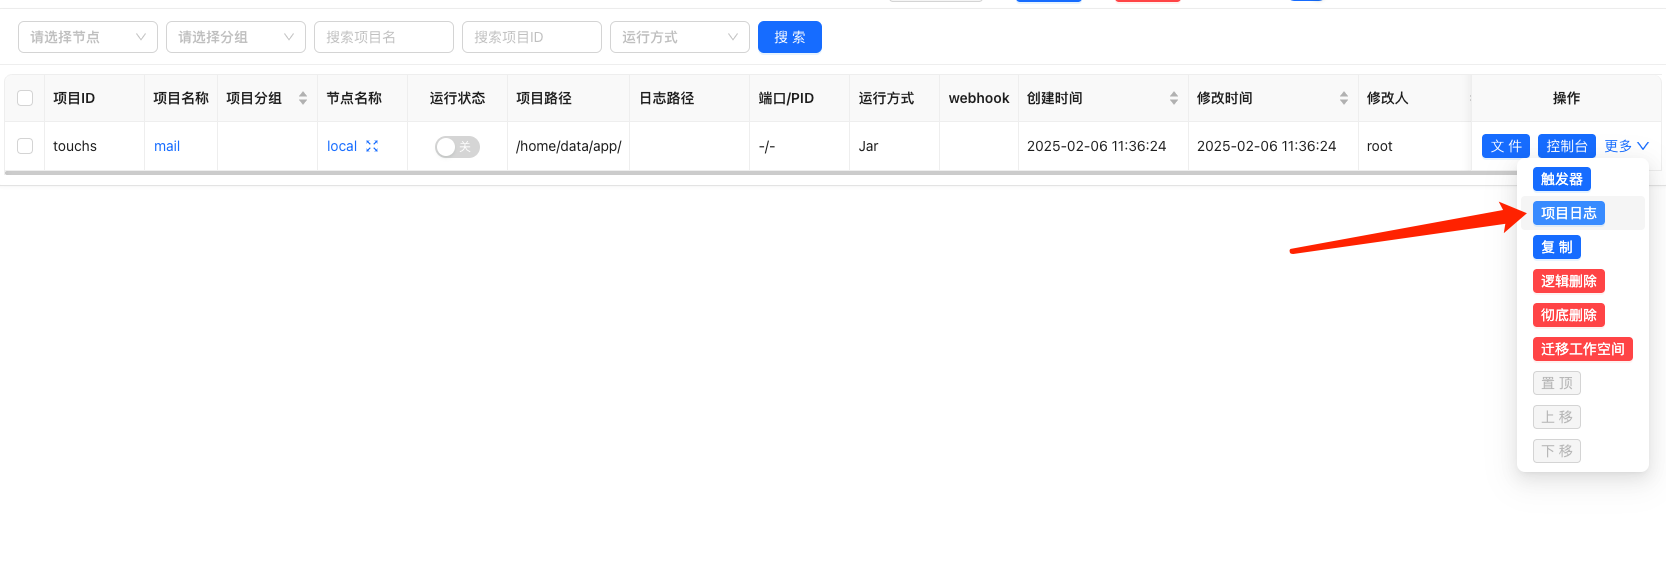 请选择节点 请选择分组 搜索项目名 搜索项目ID 运行方式 搜 索
项目ID 项目名称 项目分组 节点名称 运行状态 项目路径 日志路径 端口/PID 运行方式 webhook 创建时间 修改时间 修改人 操作
touchs mail local 关 /home/data/app/ -/- Jar 2025-02-06 11:36:24 2025-02-06 11:36:24 root 文 件 控制台 更多
触发器
项目日志
复 制
逻辑删除
彻底删除
迁移工作空间
置 顶
上 移
下 移